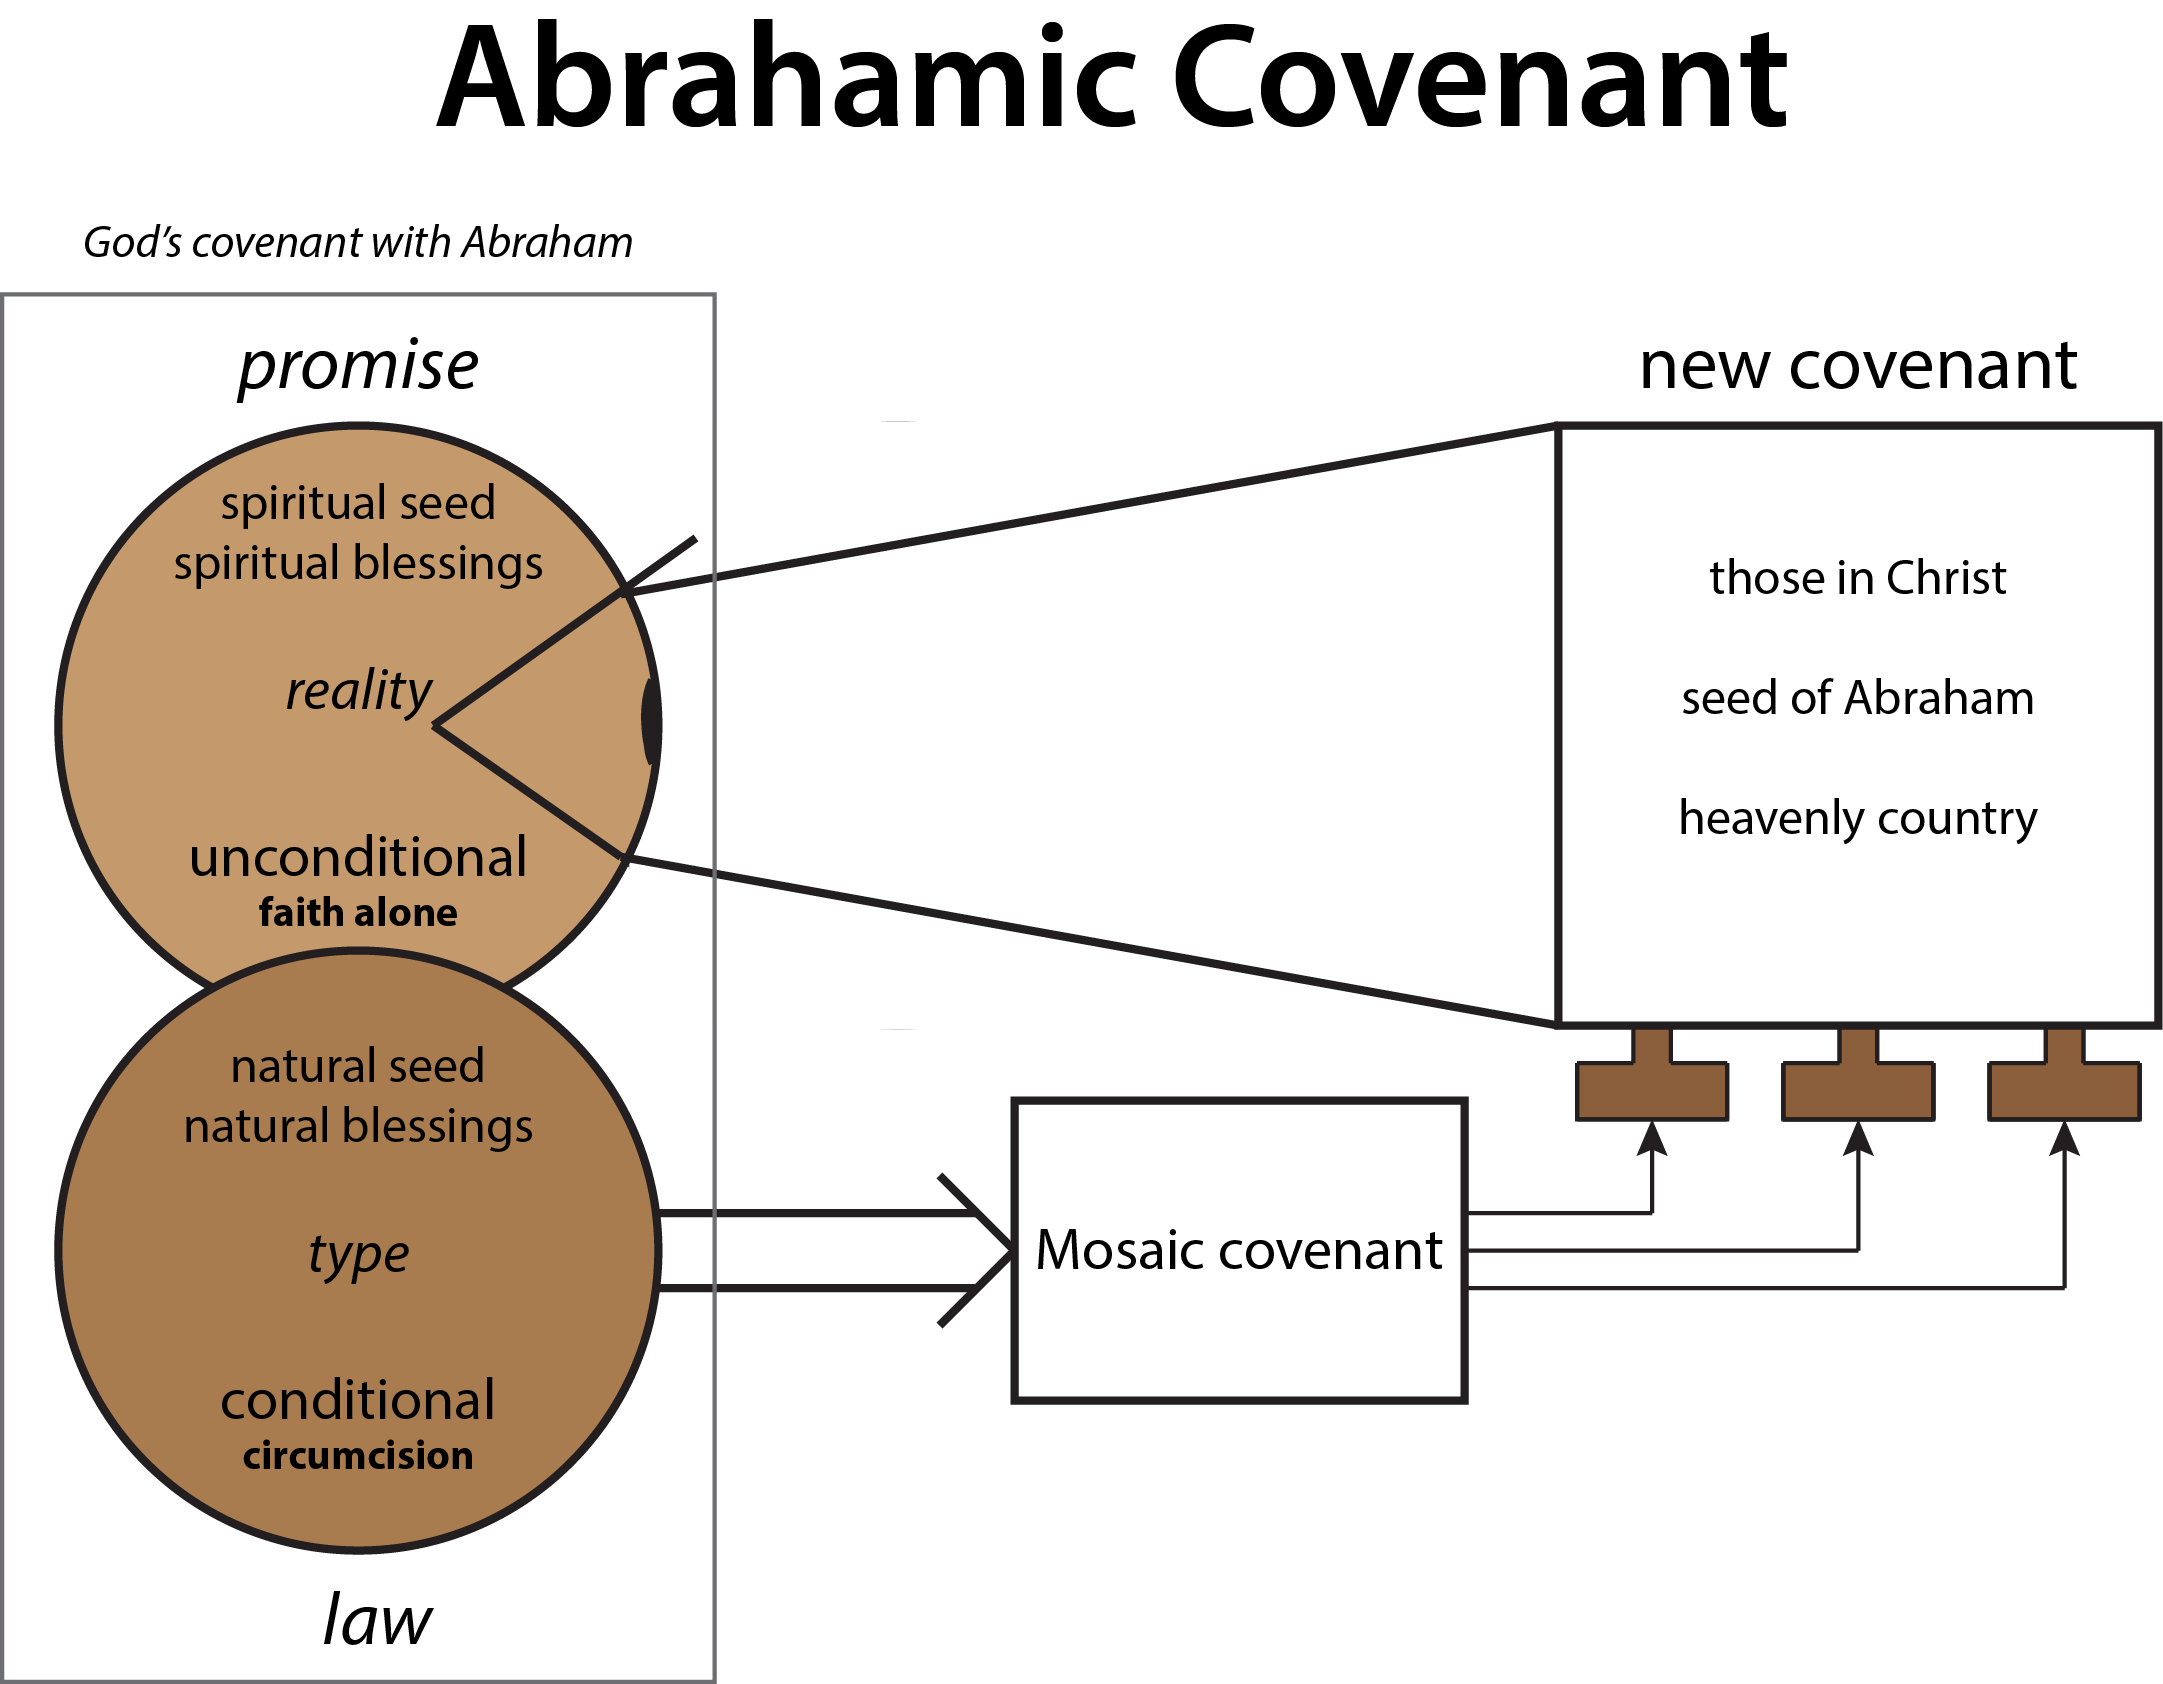 Abrahamic Covenant
God’s covenant with Abraham
promise
spiritual seed
spiritual blessings
reality
unconditional
faith alone
natural seed
natural blessings
type
conditional
circumcision
law
new covenant
those in Christ
seed of Abraham
heavenly country
Mosaic covenant